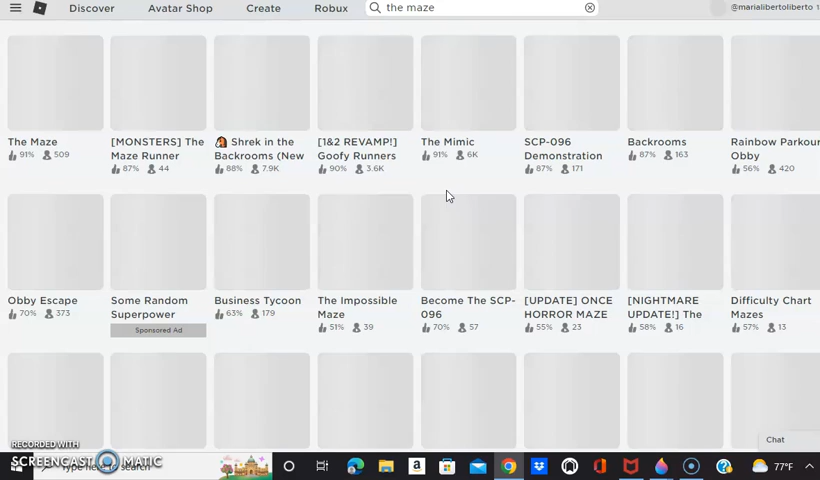 Discover Avatar Shop Create Robux the maze @marialibertoliberto
The Maze
91% 509
[MONSTERS] The
Maze Runner
87% 44
Shrek in the
Backrooms (New
88% 7.9K
[1&2 REVAMP!]
Goofy Runners
90% 3.6K
The Mimic
91% 6K
SCP-096
Demonstration
87% 171
Backrooms
87% 163
Rainbow Parkour
Obby
56% 420
Obby Escape
70% 373
Some Random
Superpower
Sponsored Ad
Business Tycoon
63% 179
The Impossible
Maze
51% 39
Become The SCP-
096
70% 57
[UPDATE] ONCE
HORROR MAZE
55% 23
[NIGHTMARE
UPDATE!] The
58% 16
Difficulty Chart
Mazes
57% 13
Chat
RECORDED WITH
SCREENCAST MATIC
Type here to search
77°F